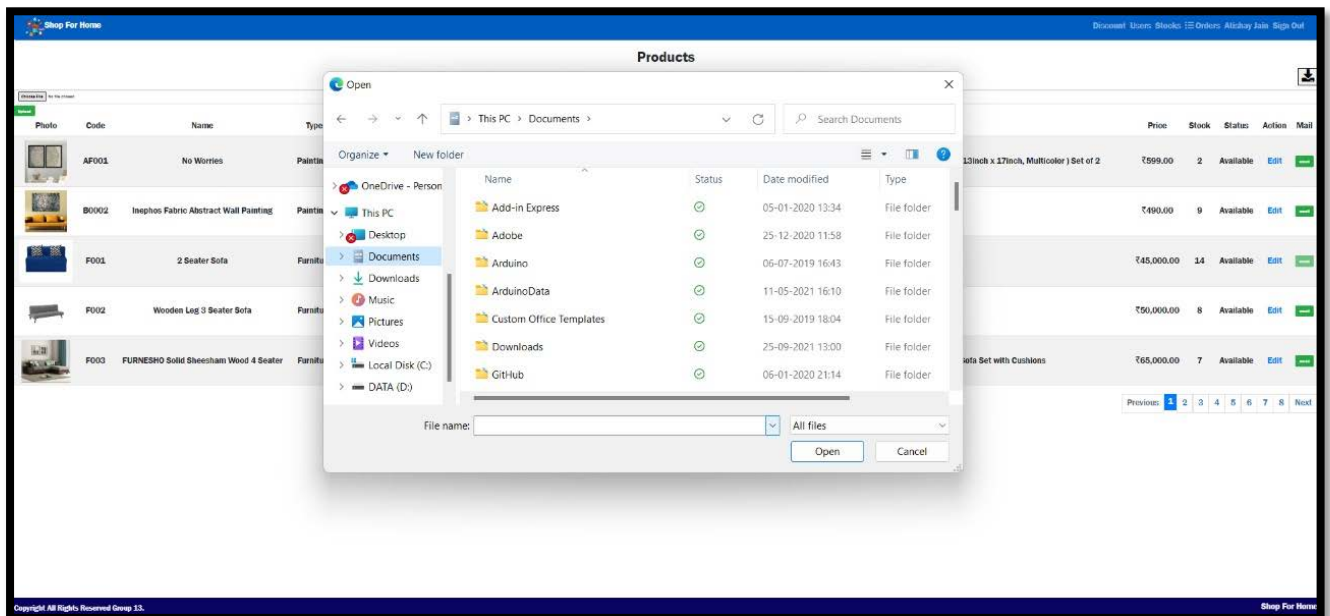 Shop For Home
Discount Users Stocks Orders Atishay Jain Sign Out
Products
Choose File No file chosen
Upload
Photo Code Name Type Price Stock Status Action Mail
AF001 No Worries Paintin 13inch x 17inch, Multicolor ) Set of 2 ₹599.00 2 Available Edit
B0002 Inephos Fabric Abstract Wall Painting Paintin ₹490.00 9 Available Edit
F001 2 Seater Sofa Furnitu ₹45,000.00 14 Available Edit
F002 Wooden Leg 3 Seater Sofa Furnitu ₹50,000.00 8 Available Edit
F003 FURNESHO Solid Sheesham Wood 4 Seater Furnitu Sofa Set with Cushions ₹65,000.00 7 Available Edit
Previous 1 2 3 4 5 6 7 8 Next
Open
This PC > Documents >
Search Documents
Organize New folder
OneDrive - Person
This PC
Desktop
Documents
Downloads
Music
Pictures
Videos
Local Disk (C:)
DATA (D:)
Name Status Date modified Type
Add-in Express 05-01-2020 13:34 File folder
Adobe 25-12-2020 11:58 File folder
Arduino 06-07-2019 16:43 File folder
ArduinoData 11-05-2021 16:10 File folder
Custom Office Templates 15-09-2019 18:04 File folder
Downloads 25-09-2021 13:00 File folder
GitHub 06-01-2020 21:14 File folder
File name:
All files
Open Cancel
Copyright All Rights Reserved Group 13.
Shop For Home